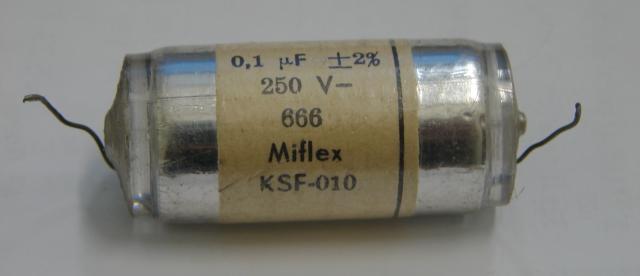 0,1 µF ±2%
250 V–
666
Miflex
KSF-010